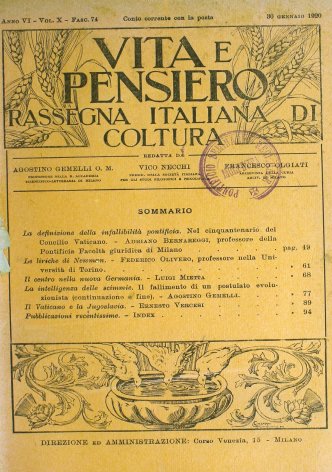 ANNO VI - VOL. X - FASC. 74 Conto corrente con la posta 30 GENNAIO 1920
VITA E
PENSIERO
RASSEGNA ITALIANA DI
COLTURA
REDATTA DA
AGOSTINO GEMELLI O. M. VICO NECCHI FRANCESCO OLGIATI
SOMMARIO
La definizione della infallibilità pontificia. Nel cinquantenario del
Concilio Vaticano. - ADRIANO BERNAREGGI, professore della
Pontificia Facoltà giuridica di Milano pag. 49
Le liriche di Newman. - FEDERICO OLIVERO, professore nella Uni-
versità di Torino. » 61
Il centro nella nuova Germania. - LUIGI MIETTA » 68
La intelligenza delle scimmie. Il fallimento di un postulato evolu-
zionista (continuazione e fine). - AGOSTINO GEMELLI. » 77
Il Vaticano e la Jugoslavia. - ERNESTO VERCESI » 89
Pubblicazioni recentissime. - INDEX » 94
DIREZIONE ED AMMINISTRAZIONE: Corso Venezia, 15 - MILANO